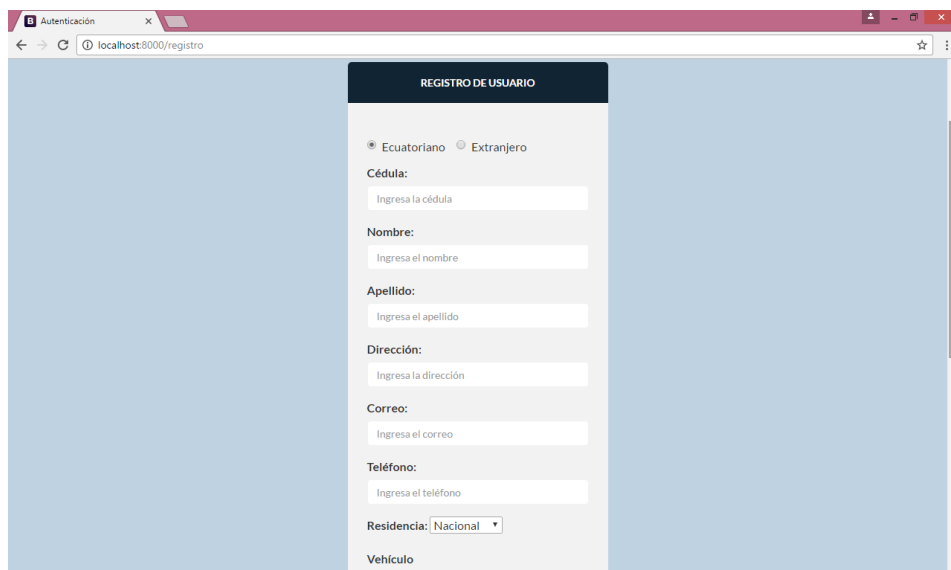 B Autenticación
localhost:8000/registro
REGISTRO DE USUARIO
Ecuatoriano Extranjero
Cédula:
Ingresa la cédula
Nombre:
Ingresa el nombre
Apellido:
Ingresa el apellido
Dirección:
Ingresa la dirección
Correo:
Ingresa el correo
Teléfono:
Ingresa el teléfono
Residencia: Nacional
Vehículo